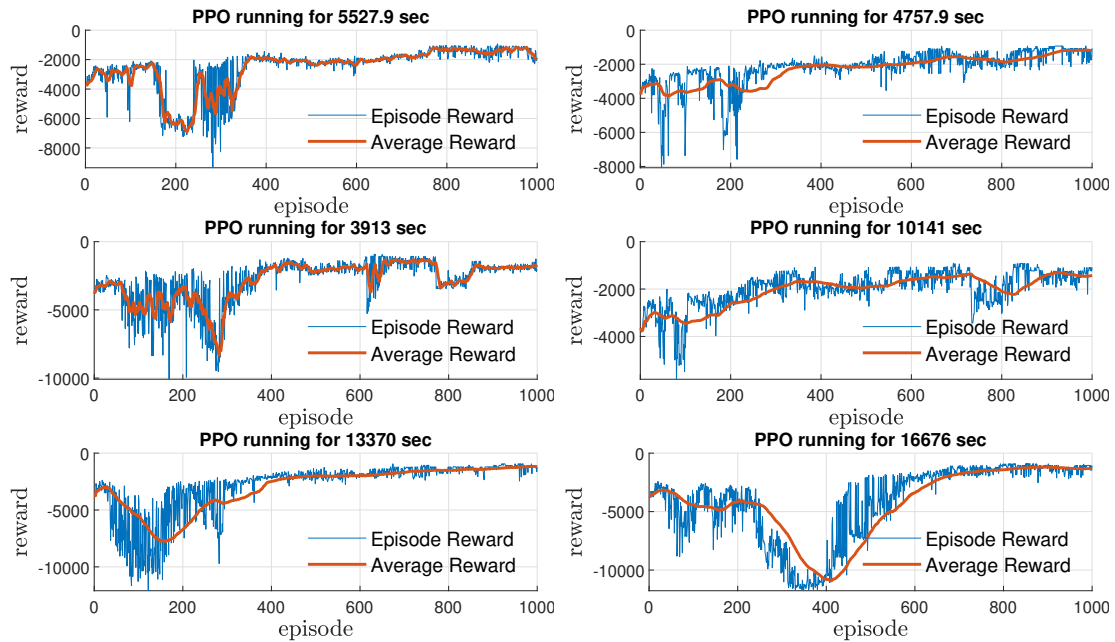 PPO running for 5527.9 sec
0
-2000
-4000
-6000
-8000
reward
Episode Reward
Average Reward
0 200 400 600 800 1000
episode
PPO running for 4757.9 sec
0
-2000
-4000
-6000
-8000
reward
Episode Reward
Average Reward
0 200 400 600 800 1000
episode
PPO running for 3913 sec
0
-5000
-10000
reward
Episode Reward
Average Reward
0 200 400 600 800 1000
episode
PPO running for 10141 sec
0
-2000
-4000
reward
Episode Reward
Average Reward
0 200 400 600 800 1000
episode
PPO running for 13370 sec
0
-5000
-10000
reward
Episode Reward
Average Reward
0 200 400 600 800 1000
episode
PPO running for 16676 sec
0
-5000
-10000
reward
Episode Reward
Average Reward
0 200 400 600 800 1000
episode